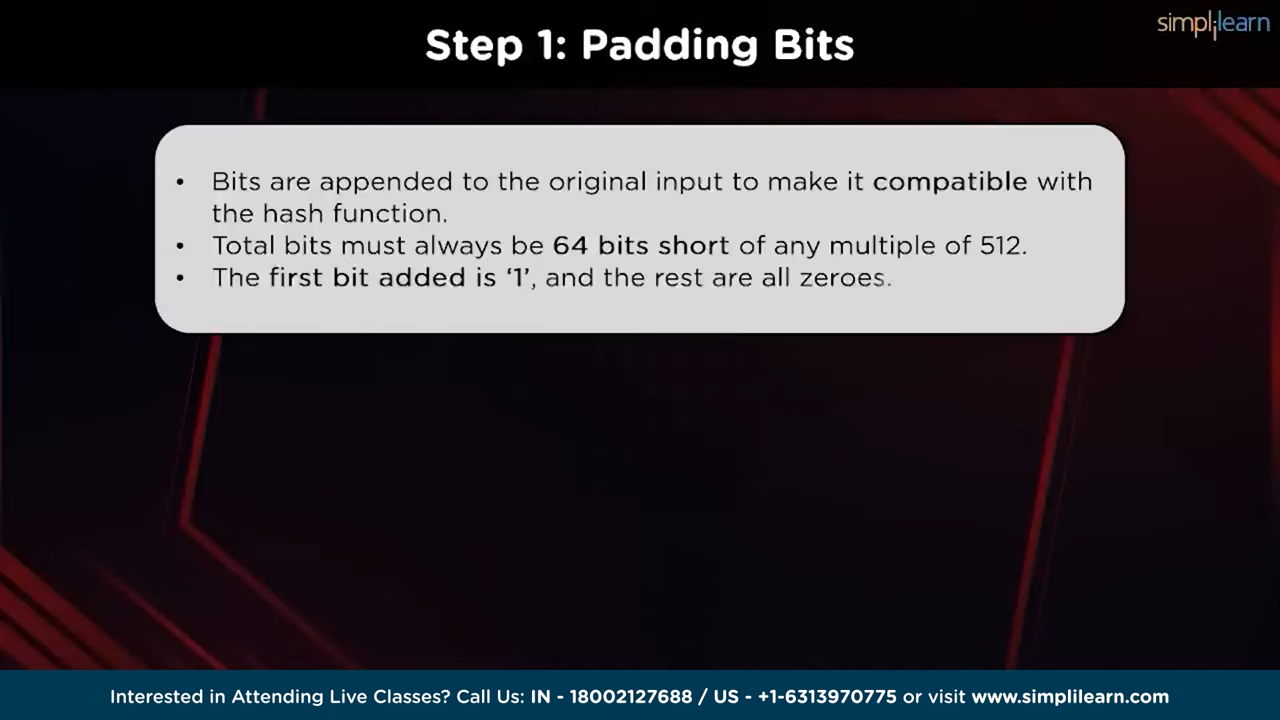 simplilearn
Step 1: Padding Bits
• Bits are appended to the original input to make it compatible with
the hash function.
• Total bits must always be 64 bits short of any multiple of 512.
• The first bit added is ‘1’, and the rest are all zeroes.
Interested in Attending Live Classes? Call Us: IN - 18002127688 / US - +1-6313970775 or visit www.simplilearn.com